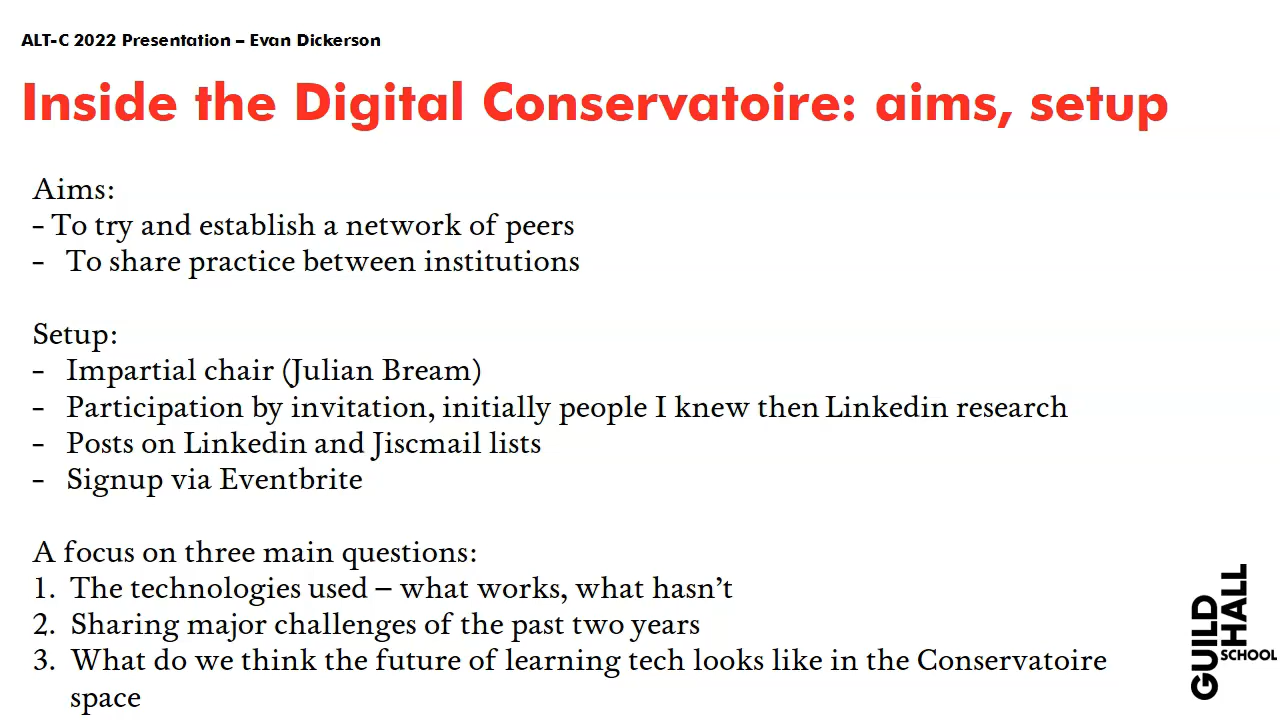 ALT-C 2022 Presentation – Evan Dickerson
Inside the Digital Conservatoire: aims, setup
Aims:
- To try and establish a network of peers
- To share practice between institutions
Setup:
- Impartial chair (Julian Bream)
- Participation by invitation, initially people I knew then Linkedin research
- Posts on Linkedin and Jiscmail lists
- Signup via Eventbrite
A focus on three main questions:
1. The technologies used – what works, what hasn’t
2. Sharing major challenges of the past two years
3. What do we think the future of learning tech looks like in the Conservatoire
space
GUILD
HALL
SCHOOL